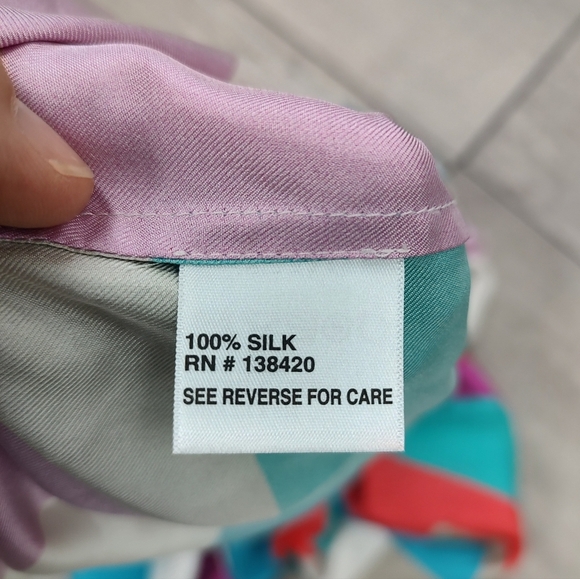 100% SILK
RN # 138420
SEE REVERSE FOR CARE